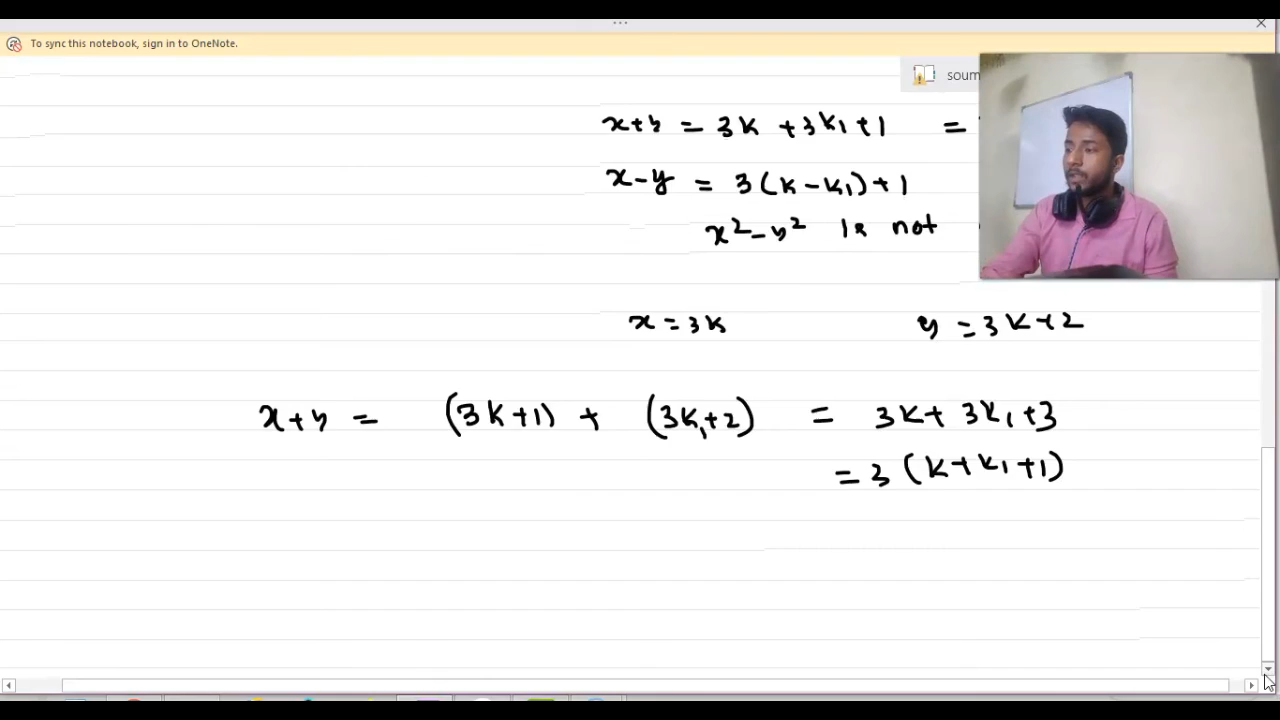 To sync this notebook, sign in to OneNote.
soum
x+y = 3k +3k₁+1 =
x-y = 3(k-k₁)+1
x²-y² is not
x = 3k y = 3k+2
x+y = (3k+1) + (3k₁+2) = 3k+ 3k₁+3
= 3 (k+k₁+1)